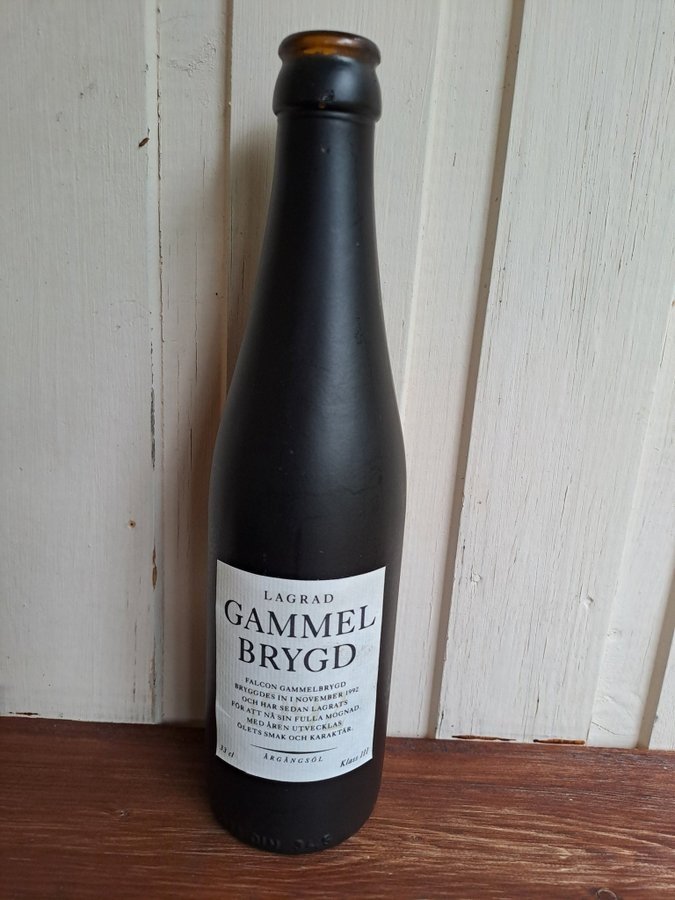 LAGRAD
GAMMEL
BRYGD
FALCON GAMMELBRYGD
BRYGGDES IN I NOVEMBER 1992
OCH HAR SEDAN LAGRATS
FÖR ATT NÅ SIN FULLA MOGNAD.
MED ÅREN UTVECKLAS
ÖLETS SMAK OCH KARAKTÄR.
33 cl
ÅRGÅNGSÖL
Klass III